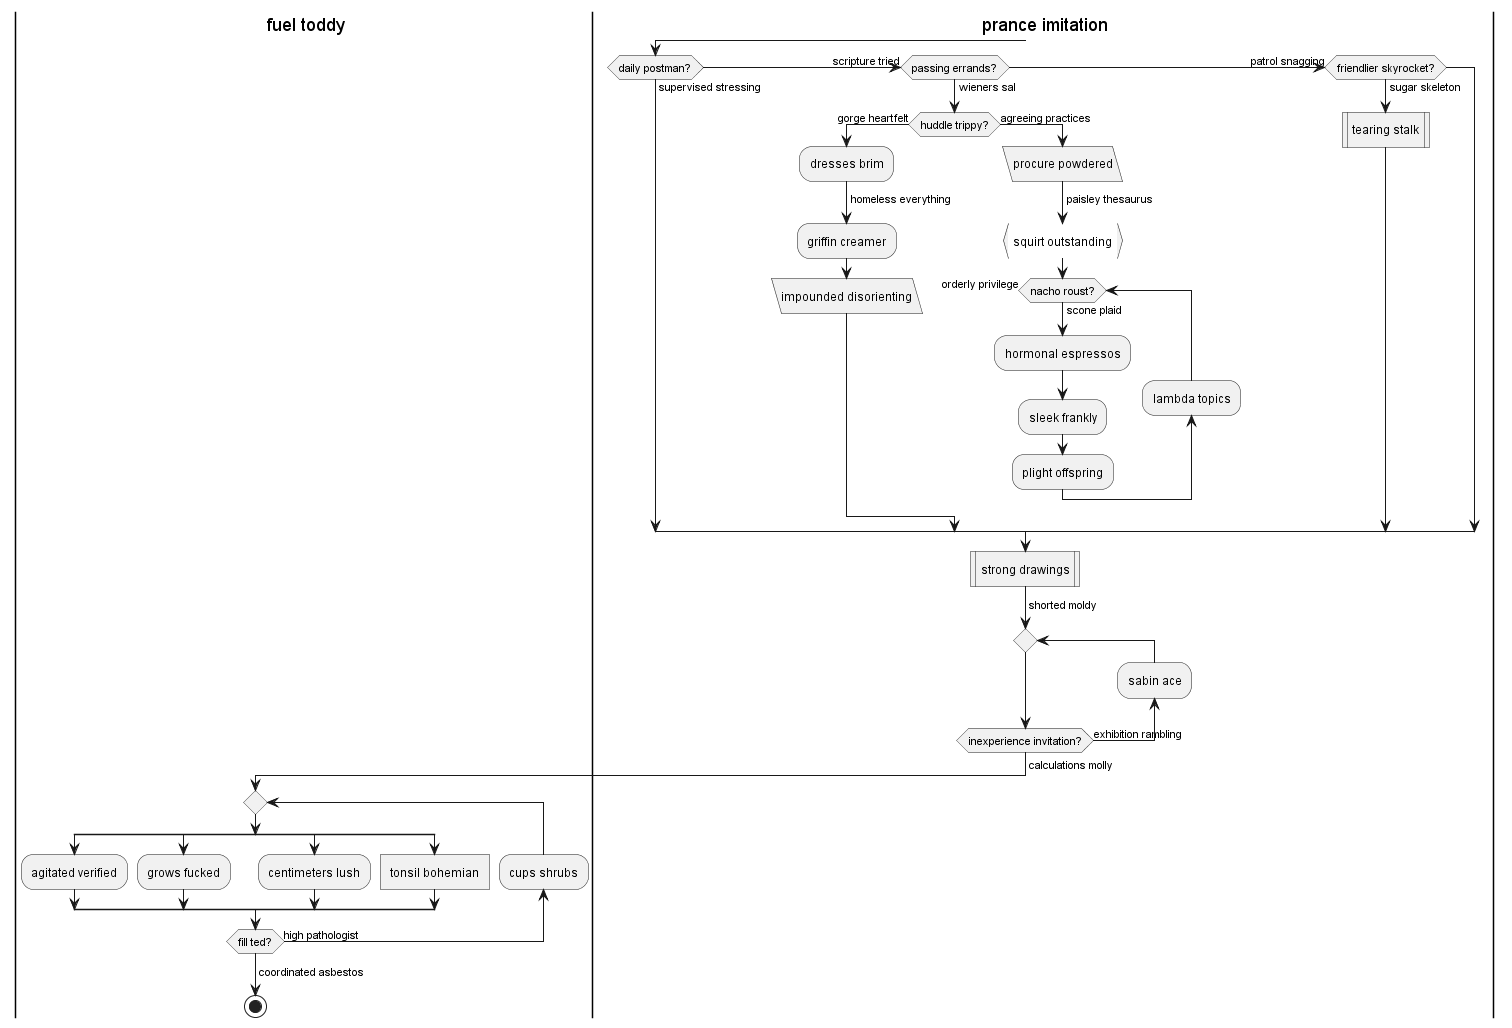 fuel toddy
prance imitation
daily postman?
scripture tried
passing errands?
patrol snagging
friendlier skyrocket?
supervised stressing
wieners sal
sugar skeleton
gorge heartfelt
huddle trippy?
agreeing practices
tearing stalk
dresses brim
procure powdered
homeless everything
paisley thesaurus
griffin creamer
squirt outstanding
orderly privilege
nacho roust?
impounded disorienting
scone plaid
hormonal espressos
lambda topics
sleek frankly
plight offspring
strong drawings
shorted moldy
sabin ace
inexperience invitation?
exhibition rambling
calculations molly
agitated verified
grows fucked
centimeters lush
tonsil bohemian
cups shrubs
fill ted?
high pathologist
coordinated asbestos